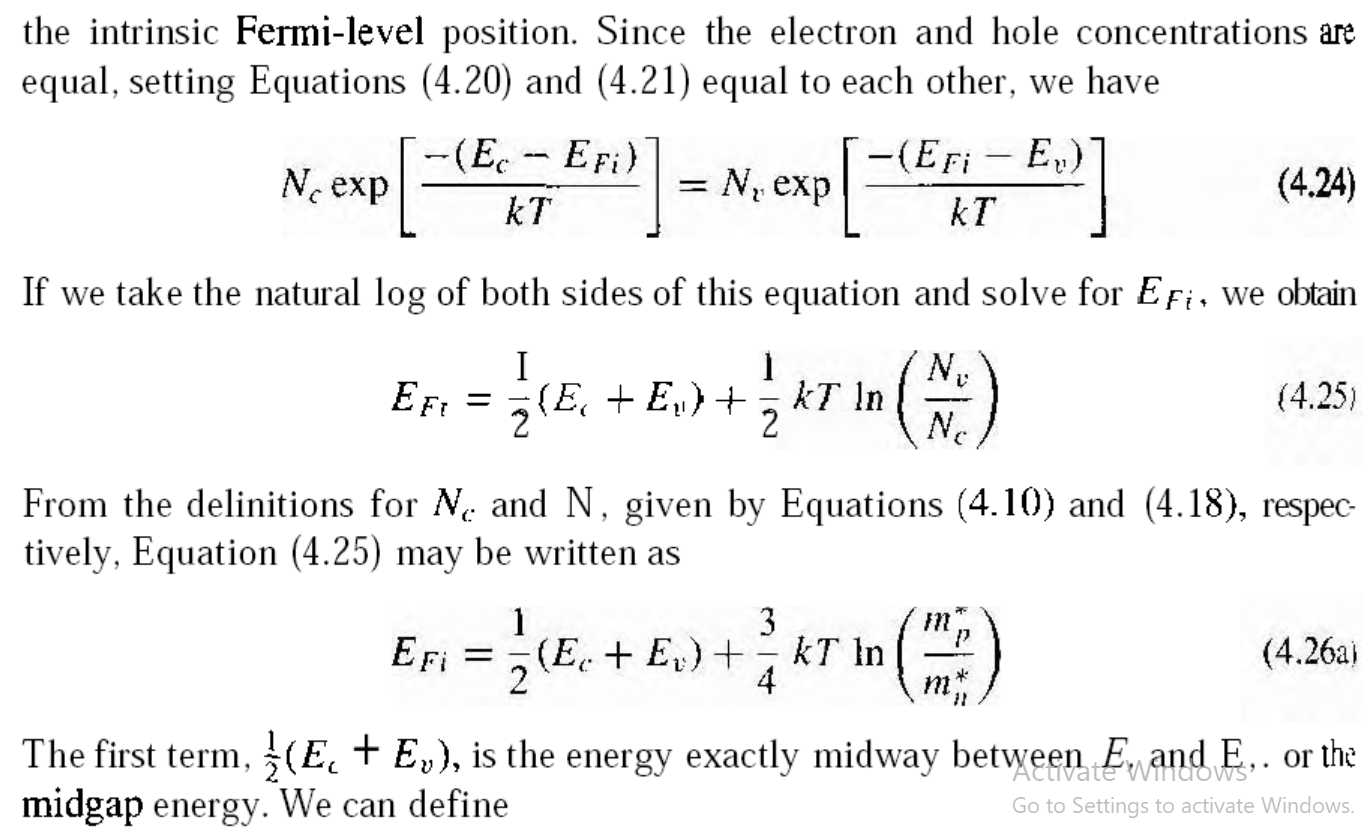 the intrinsic Fermi-level position. Since the electron and hole concentrations are
equal, setting Equations (4.20) and (4.21) equal to each other, we have
N_c exp [ −(E_c − E_Fi) / kT ] = N_v exp [ −(E_Fi − E_v) / kT ] (4.24)
If we take the natural log of both sides of this equation and solve for E_Fi, we obtain
E_Fi = I/2 (E_c + E_v) + 1/2 kT ln ( N_v / N_c ) (4.25)
From the delinitions for N_c and N, given by Equations (4.10) and (4.18), respec-
tively, Equation (4.25) may be written as
E_Fi = 1/2 (E_c + E_v) + 3/4 kT ln ( m*_p / m*_n ) (4.26a)
The first term, 1/2 (E_c + E_v), is the energy exactly midway between E, and E,. or the
midgap energy. We can define
Activate Windows
Go to Settings to activate Windows.